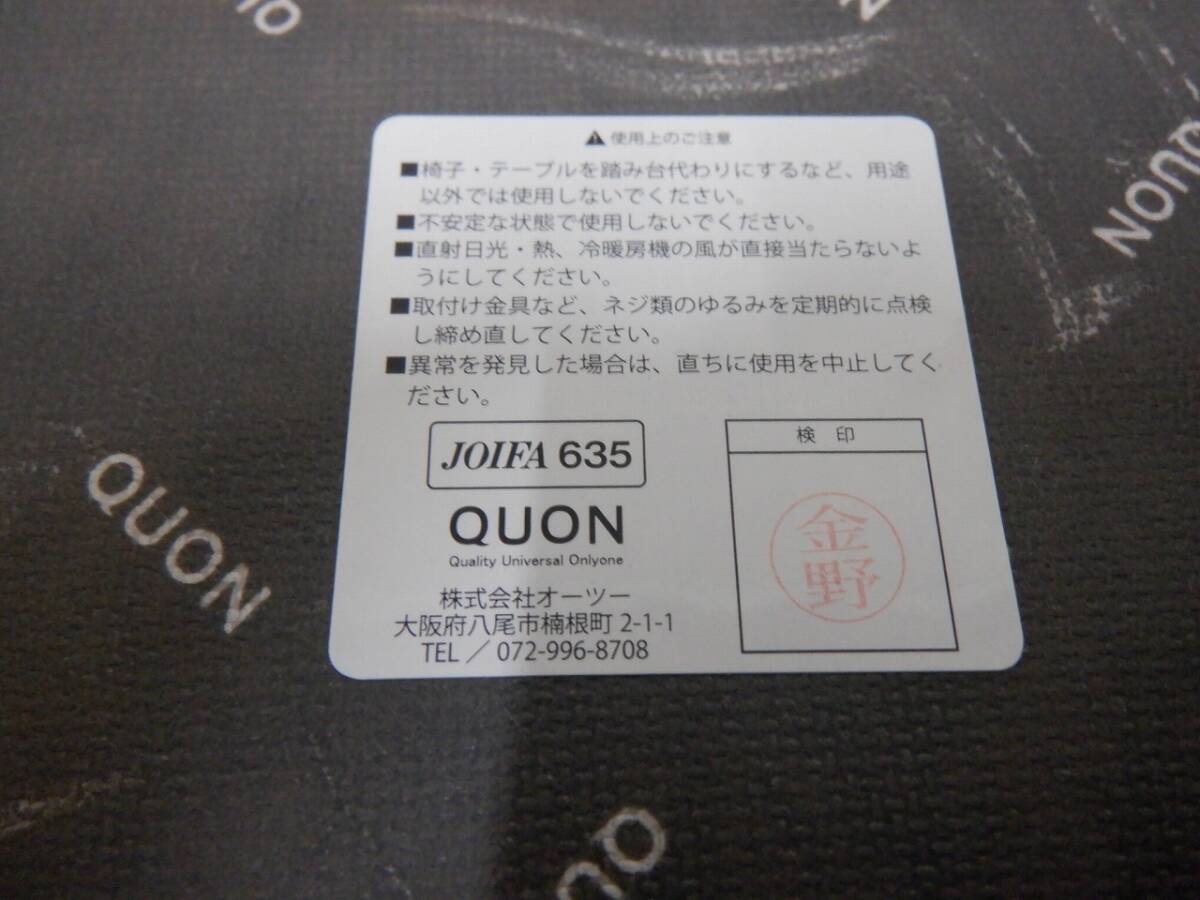 ⚠使用上のご注意
■椅子・テーブルを踏み台代わりにするなど、用途
以外では使用しないでください。
■不安定な状態で使用しないでください。
■直射日光・熱、冷暖房機の風が直接当たらないよ
うにしてください。
■取付け金具など、ネジ類のゆるみを定期的に点検
し締め直してください。
■異常を発見した場合は、直ちに使用を中止してく
ださい。
JOIFA 635
検 印
金野
QUON
Quality Universal Onlyone
株式会社オーツー
大阪府八尾市楠根町 2-1-1
TEL／072-996-8708
QUON
QUON